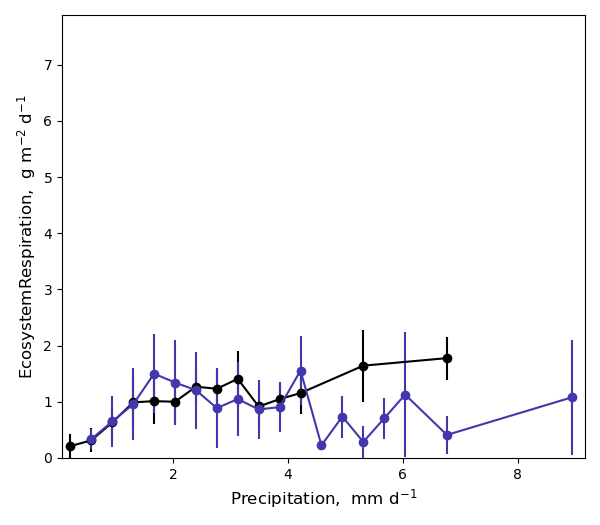 7
6
5
4
3
2
1
0
EcosystemRespiration, g m⁻² d⁻¹
2 4 6 8
Precipitation, mm d⁻¹